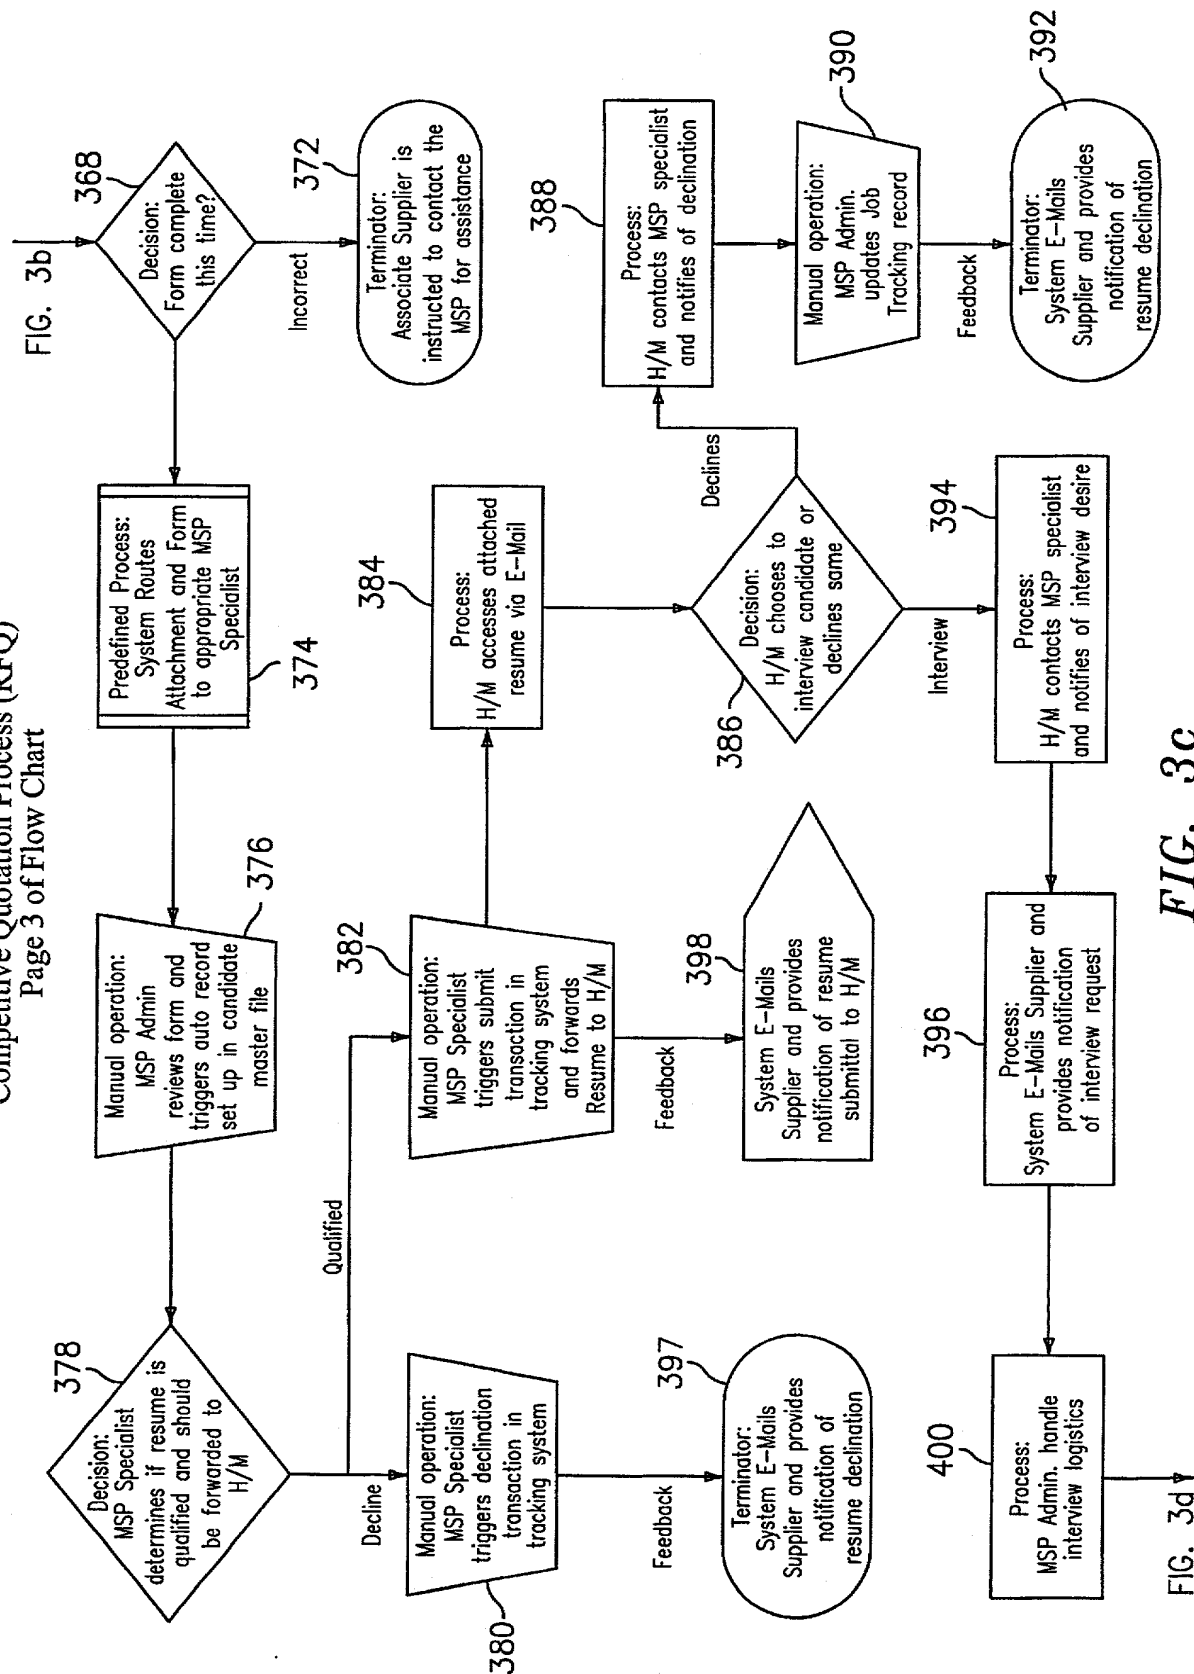 Competitive Quotation Process (RFQ)
Page 3 of Flow Chart
FIG. 3b
368
Decision:
Form complete
this time?
Incorrect
372
Terminator:
Associate Supplier is
instructed to contact the
MSP for assistance
Predefined Process:
System Routes
Attachment and Form
to appropriate MSP
Specialist
374
Manual operation:
MSP Admin
reviews form and
triggers auto record
set up in candidate
master file
376
378
Decision:
MSP Specialist
determines if resume is
qualified and should
be forwarded to
H/M
Decline
Qualified
Manual operation:
MSP Specialist
triggers declination
transaction in
tracking system
380
Feedback
397
Terminator:
System E-Mails
Supplier and provides
notification of
resume declination
382
Manual operation:
MSP Specialist
triggers submit
transaction in
tracking system
and forwards
Resume to H/M
Feedback
398
System E-Mails
Supplier and provides
notification of resume
submittal to H/M
384
Process:
H/M accesses attached
resume via E-Mail
386
Decision:
H/M chooses to
interview candidate or
declines same
Declines
Interview
388
Process:
H/M contacts MSP specialist
and notifies of declination
390
Manual operation:
MSP Admin.
updates Job
Tracking record
Feedback
392
Terminator:
System E-Mails
Supplier and provides
notification of
resume declination
394
Process:
H/M contacts MSP specialist
and notifies of interview desire
396
Process:
System E-Mails Supplier and
provides notification
of interview request
400
Process:
MSP Admin. handle
interview logistics
FIG. 3d
FIG. 3c